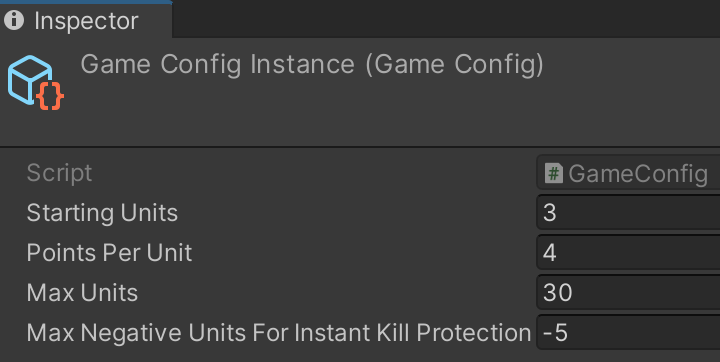 Inspector
Game Config Instance (Game Config)
Script GameConfig
Starting Units 3
Points Per Unit 4
Max Units 30
Max Negative Units For Instant Kill Protection -5